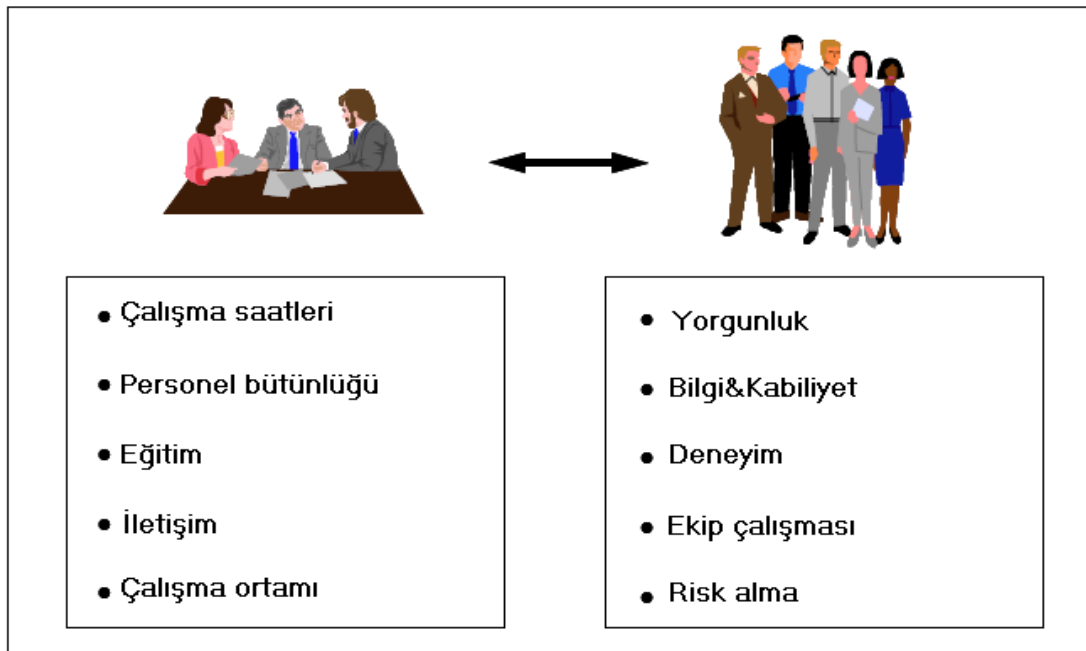 • Çalışma saatleri
• Personel bütünlüğü
• Eğitim
• İletişim
• Çalışma ortamı
• Yorgunluk
• Bilgi&Kabiliyet
• Deneyim
• Ekip çalışması
• Risk alma